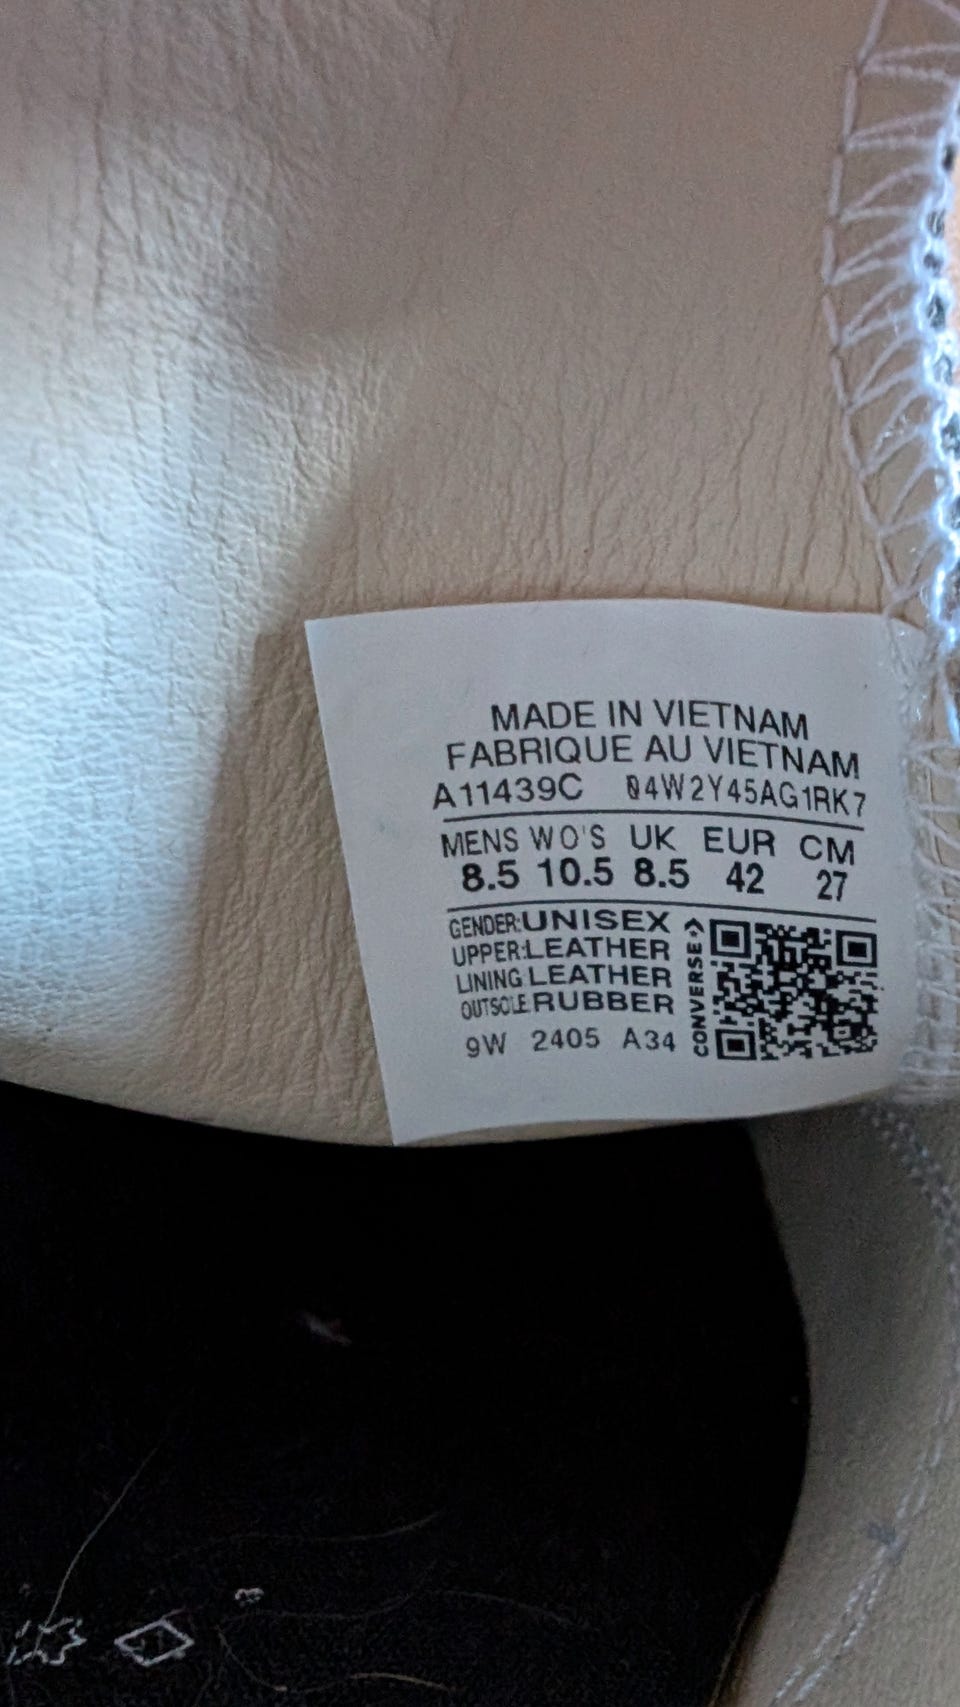 MADE IN VIETNAM
FABRIQUE AU VIETNAM
A11439C 04W2Y45AG1RK7
MENS WO'S UK EUR CM
8.5 10.5 8.5 42 27
GENDER:UNISEX
UPPER:LEATHER
LINING LEATHER
OUTSOLE RUBBER
9W 2405 A34
CONVERSE